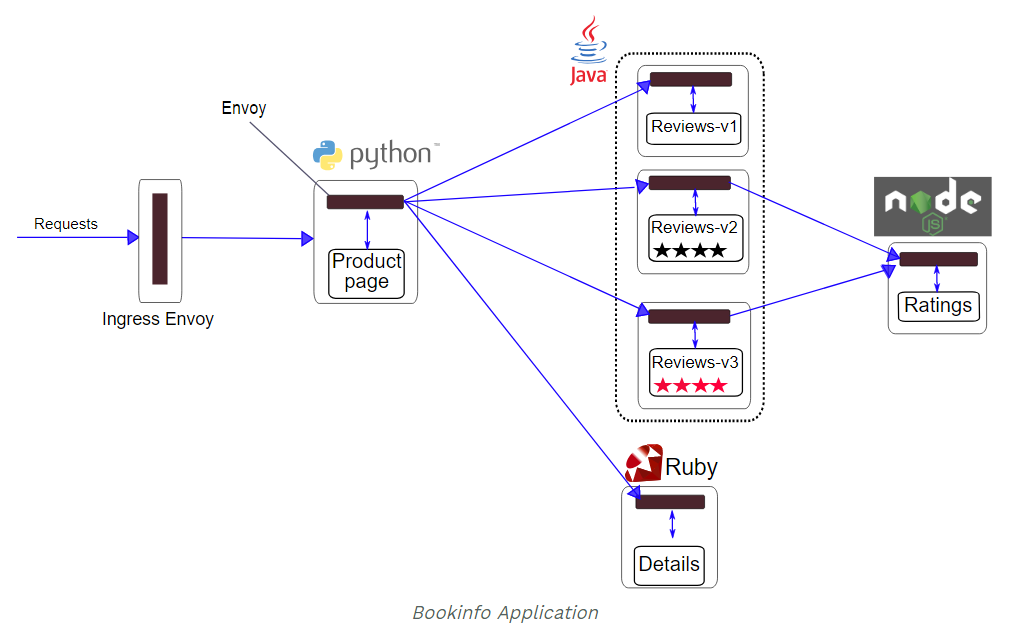 Java
Envoy
Reviews-v1
python™
node
JS
Requests
Reviews-v2
Product
page
Ratings
Ingress Envoy
Reviews-v3
Ruby
Details
Bookinfo Application